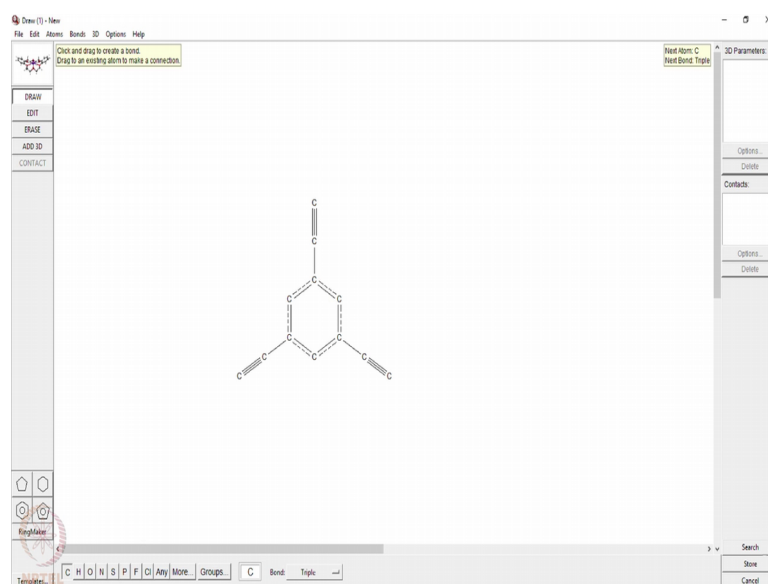 Draw (1) - New
File Edit Atoms Bonds 3D Options Help
Click and drag to create a bond.
Drag to an existing atom to make a connection.
Next Atom: C
Next Bond: Triple
3D Parameters:
DRAW
EDIT
ERASE
ADD 3D
CONTACT
Options...
Delete
Contacts:
Options...
Delete
C
C
C
C C
C C
C C C
C C
RingMaker
Templates...
C H O N S P F Cl Any More... Groups... C Bond: Triple
Search
Store
Cancel